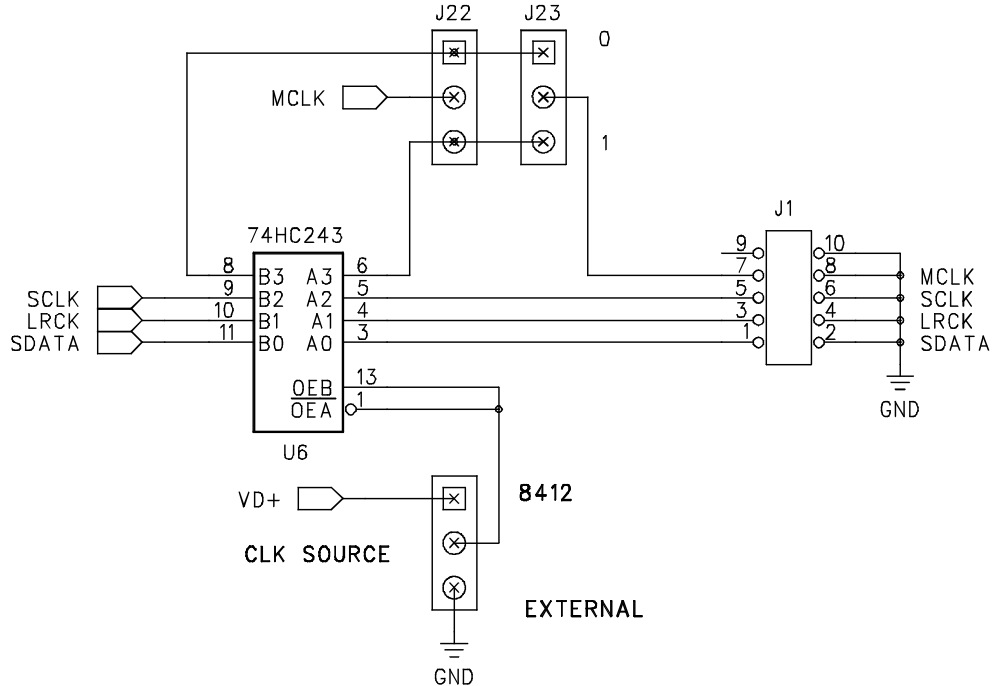 J22 J23
0
MCLK
1
J1
74HC243
9 10
8 B3 A3 6 7 8 MCLK
SCLK 9 B2 A2 5 5 6 SCLK
LRCK 10 B1 A1 4 3 4 LRCK
SDATA 11 B0 A0 3 1 2 SDATA
OEB 13
OEA 1
GND
U6
VD+
8412
CLK SOURCE
EXTERNAL
GND